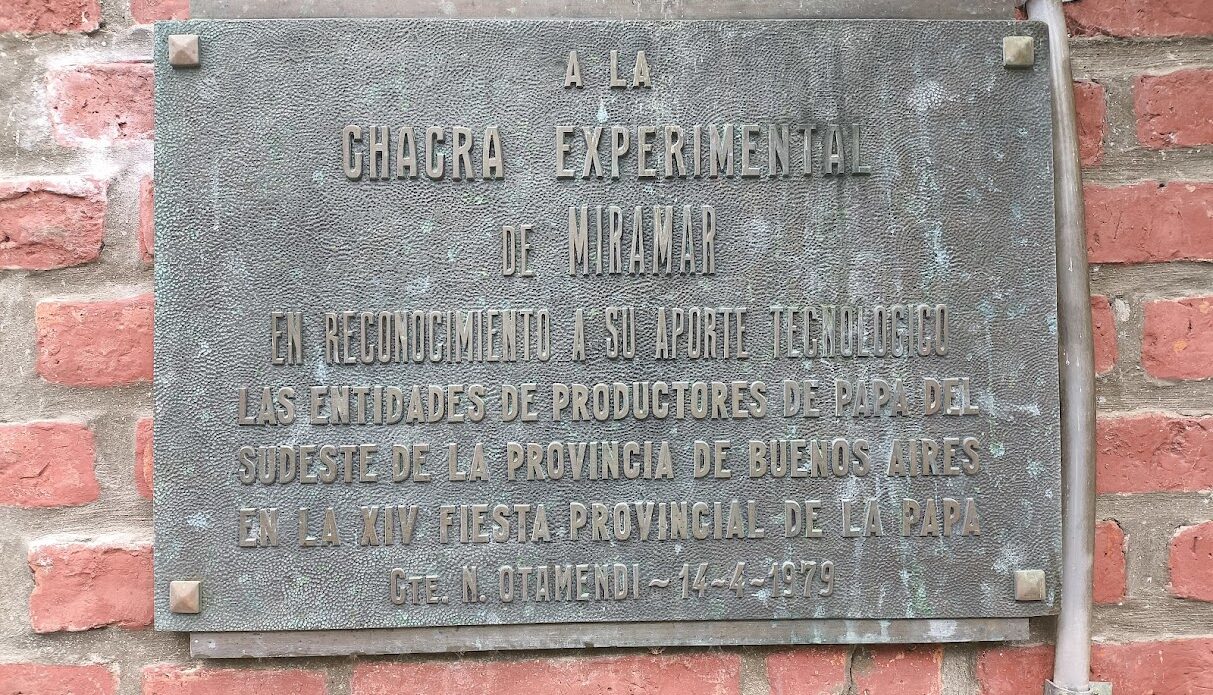 A LA
CHACRA EXPERIMENTAL
DE MIRAMAR
EN RECONOCIMIENTO A SU APORTE TECNOLOGICO
LAS ENTIDADES DE PRODUCTORES DE PAPA DEL
SUDESTE DE LA PROVINCIA DE BUENOS AIRES
EN LA XIV FIESTA PROVINCIAL DE LA PAPA
CTE. N. OTAMENDI ~ 14-4-1979